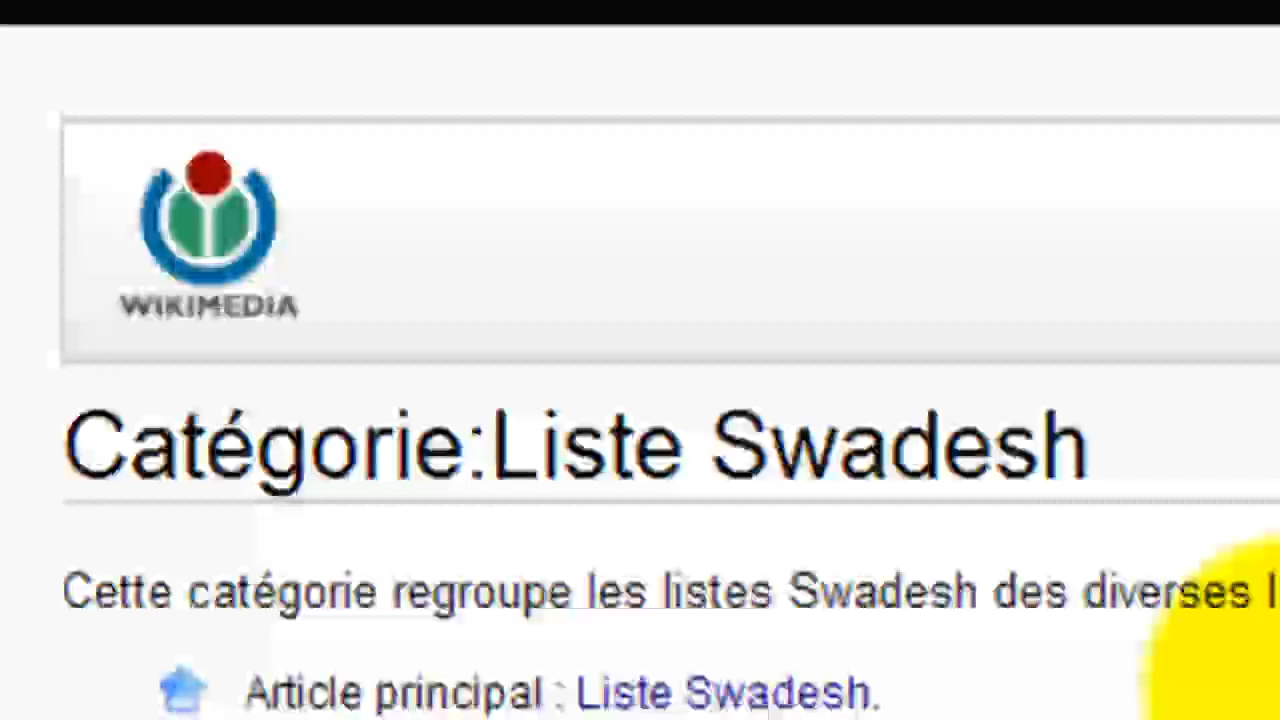 WIKIMEDIA
Catégorie:Liste Swadesh
Cette catégorie regroupe les listes Swadesh des diverses
Article principal : Liste Swadesh.